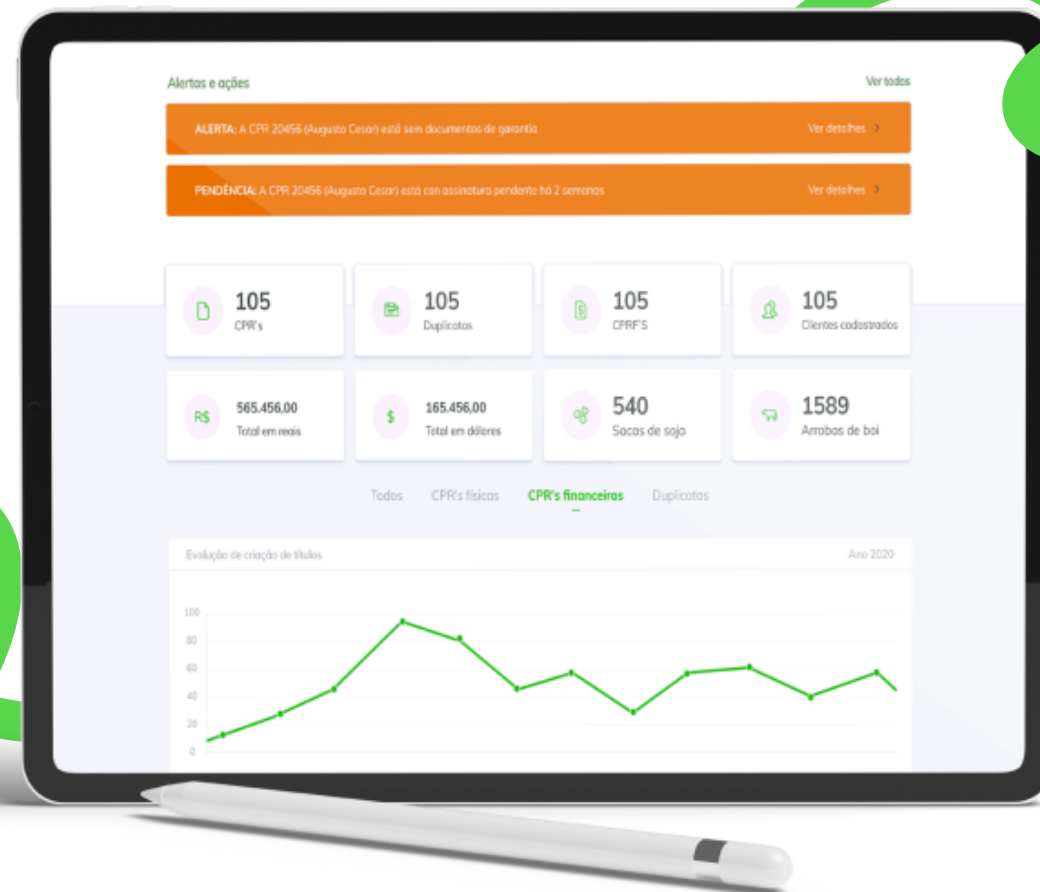 Alertas e ações
Ver todos
ALERTA: A CPR 20456 (Augusto Cesar) está sem documentos de garantia
Ver detalhes >
PENDÊNCIA: A CPR 20456 (Augusto Cesar) está con assinatura pendente há 2 semanas
Ver detalhes >
105
CPR's
105
Duplicatas
105
CPRF'S
105
Clientes cadastrados
R$
565.456,00
Total em reais
$
165.456,00
Total em dólares
540
Sacas de soja
1589
Arrobas de boi
Todos CPR's físicas CPR's financeiras Duplicatas
Evolução de criação de títulos
Ano 2020
100
80
60
40
20
0